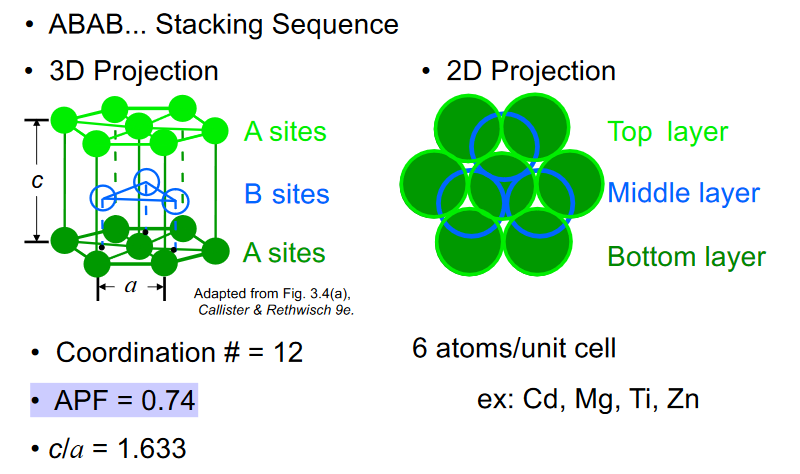 • ABAB... Stacking Sequence
• 3D Projection
• 2D Projection
A sites
B sites
A sites
c
a
Adapted from Fig. 3.4(a),
Callister & Rethwisch 9e.
Top layer
Middle layer
Bottom layer
• Coordination # = 12
6 atoms/unit cell
• APF = 0.74
ex: Cd, Mg, Ti, Zn
• c/a = 1.633